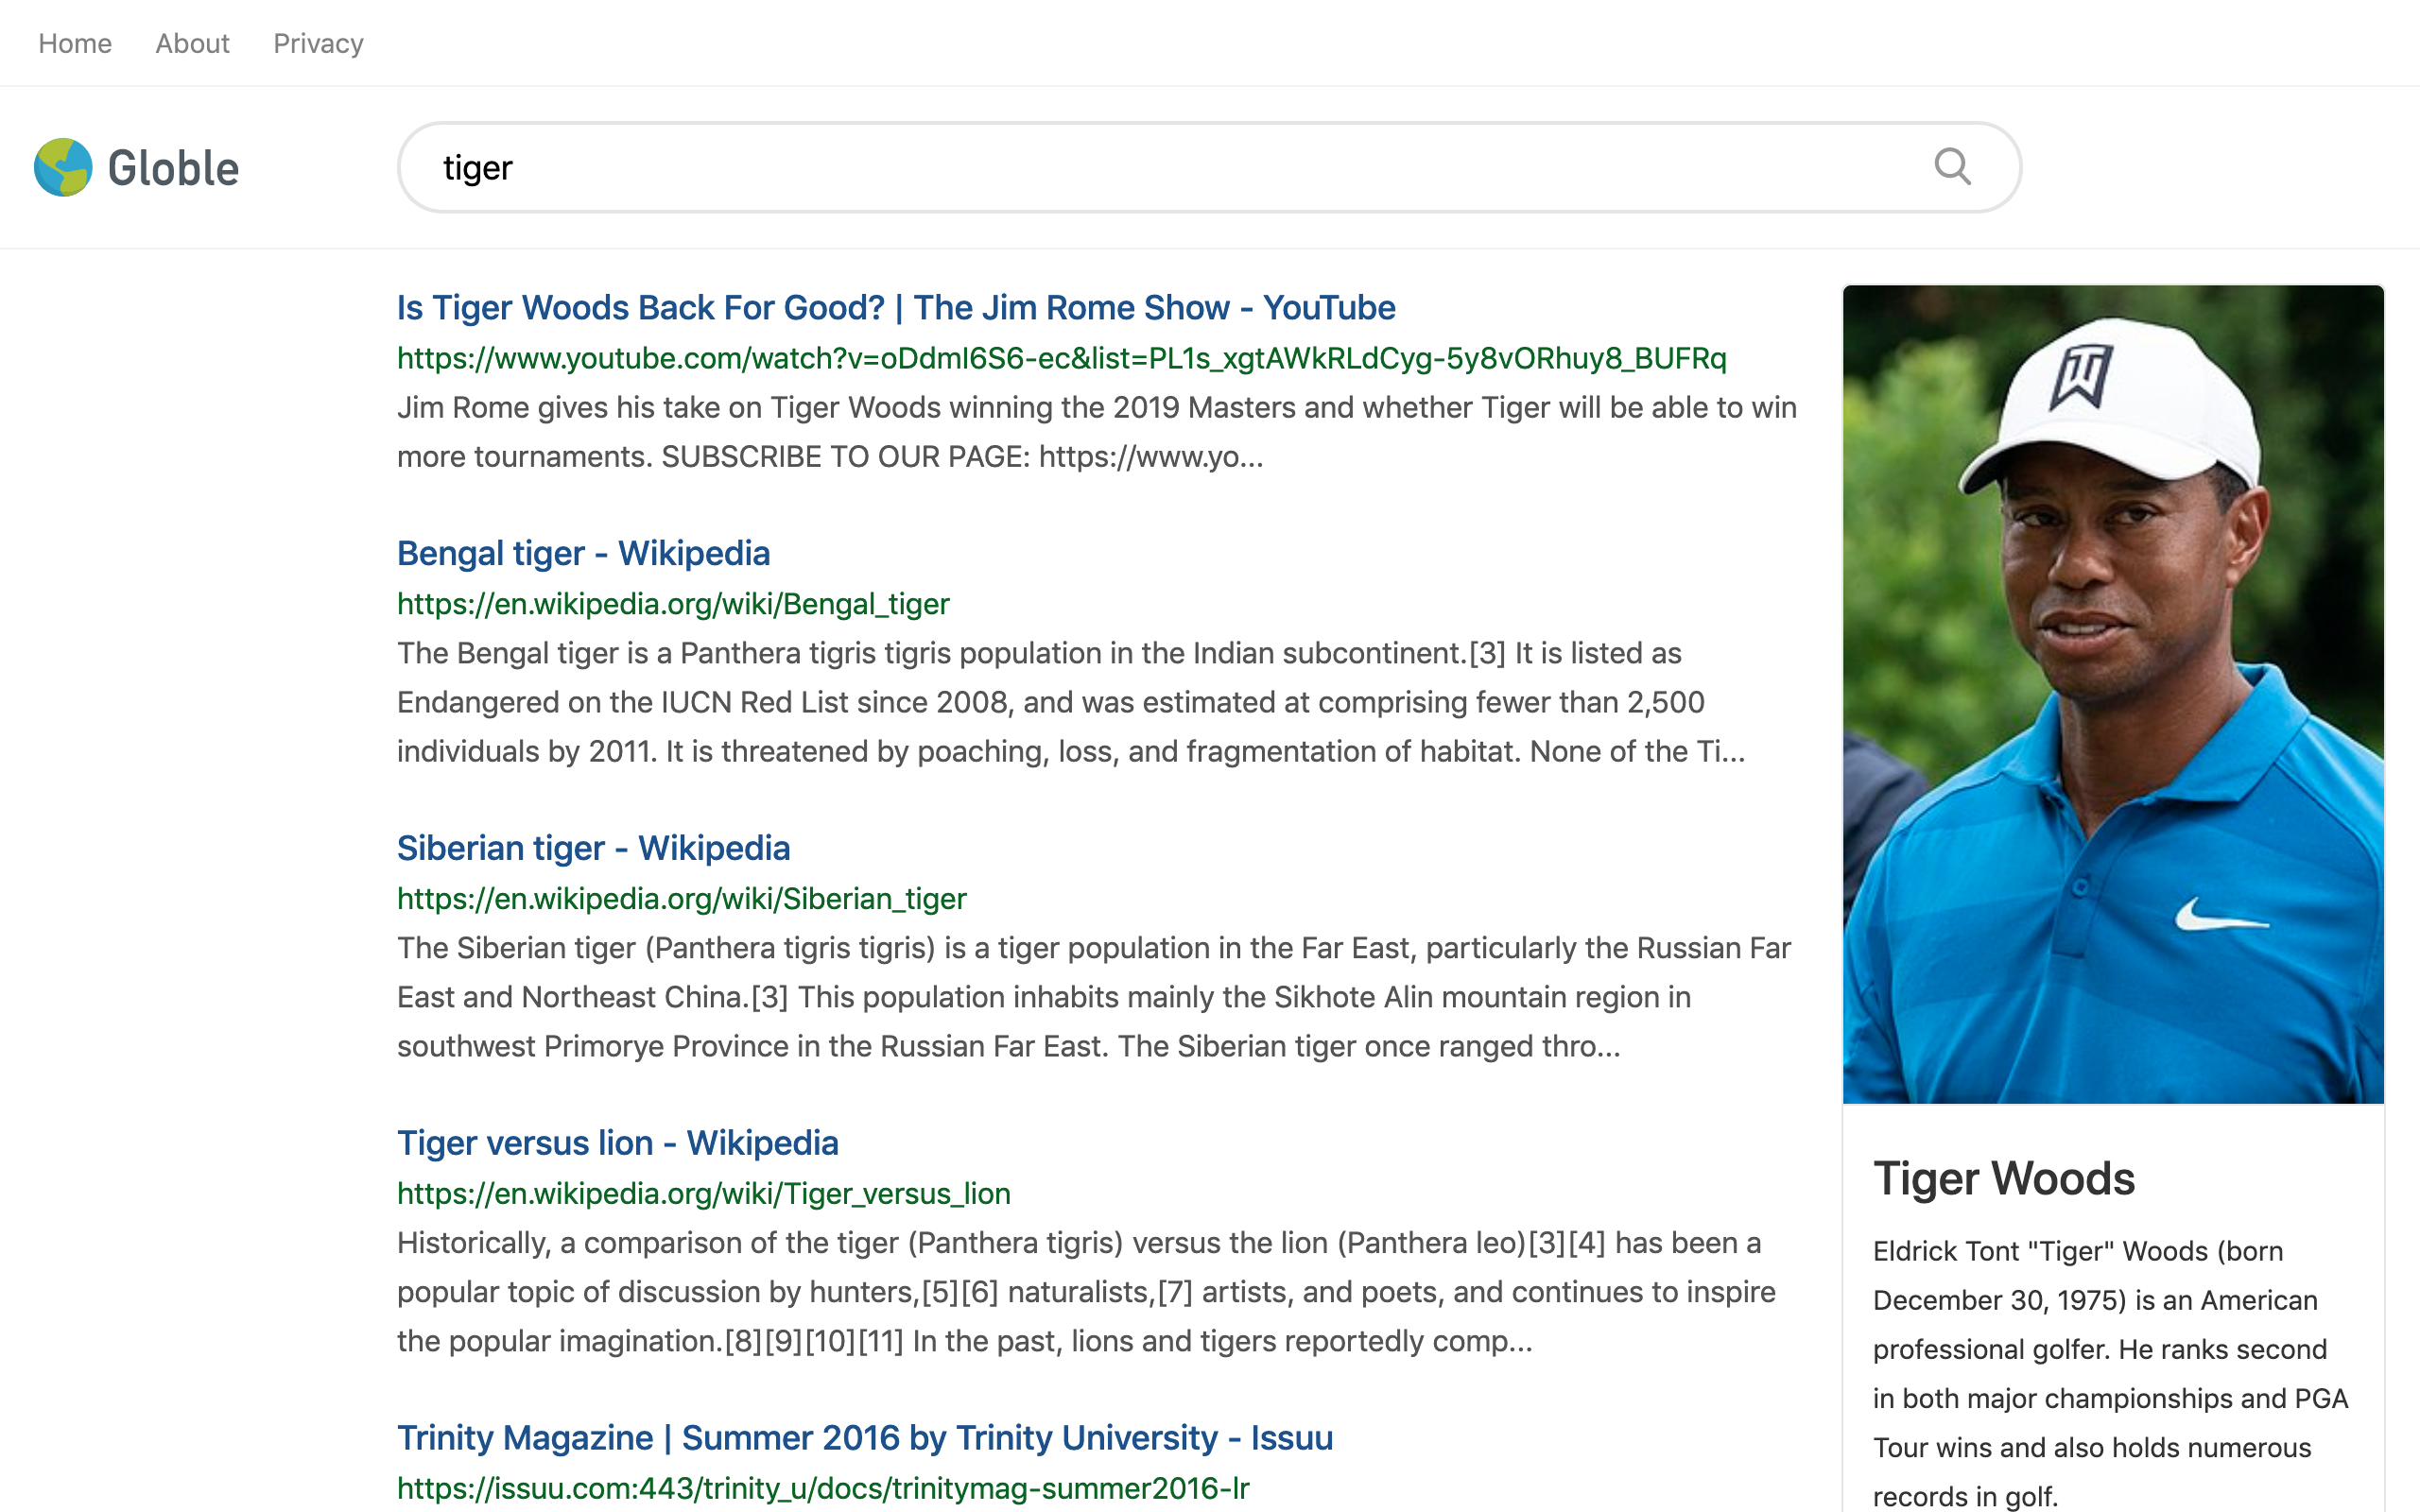 Home About Privacy
Globle
tiger
Is Tiger Woods Back For Good? | The Jim Rome Show - YouTube
https://www.youtube.com/watch?v=oDdmI6S6-ec&list=PL1s_xgtAWkRLdCyg-5y8vORhuy8_BUFRq
Jim Rome gives his take on Tiger Woods winning the 2019 Masters and whether Tiger will be able to win
more tournaments. SUBSCRIBE TO OUR PAGE: https://www.yo...
Bengal tiger - Wikipedia
https://en.wikipedia.org/wiki/Bengal_tiger
The Bengal tiger is a Panthera tigris tigris population in the Indian subcontinent.[3] It is listed as
Endangered on the IUCN Red List since 2008, and was estimated at comprising fewer than 2,500
individuals by 2011. It is threatened by poaching, loss, and fragmentation of habitat. None of the Ti...
Siberian tiger - Wikipedia
https://en.wikipedia.org/wiki/Siberian_tiger
The Siberian tiger (Panthera tigris tigris) is a tiger population in the Far East, particularly the Russian Far
East and Northeast China.[3] This population inhabits mainly the Sikhote Alin mountain region in
southwest Primorye Province in the Russian Far East. The Siberian tiger once ranged thro...
Tiger versus lion - Wikipedia
https://en.wikipedia.org/wiki/Tiger_versus_lion
Historically, a comparison of the tiger (Panthera tigris) versus the lion (Panthera leo)[3][4] has been a
popular topic of discussion by hunters,[5][6] naturalists,[7] artists, and poets, and continues to inspire
the popular imagination.[8][9][10][11] In the past, lions and tigers reportedly comp...
Trinity Magazine | Summer 2016 by Trinity University - Issuu
https://issuu.com:443/trinity_u/docs/trinitymag-summer2016-lr
TW
Tiger Woods
Eldrick Tont "Tiger" Woods (born
December 30, 1975) is an American
professional golfer. He ranks second
in both major championships and PGA
Tour wins and also holds numerous
records in golf.